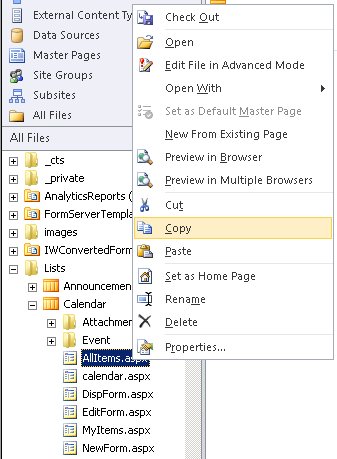 External Content Ty
Data Sources
Master Pages
Site Groups
Subsites
All Files
All Files
_cts
_private
AnalyticsReports (
FormServerTempla
images
IWConvertedForm
Lists
Announcemen
Calendar
Attachment
Event
AllItems.aspx
calendar.aspx
DispForm.aspx
EditForm.aspx
MyItems.aspx
NewForm.aspx
Check Out
Open
Edit File in Advanced Mode
Open With
Set as Default Master Page
New From Existing Page
Preview in Browser
Preview in Multiple Browsers
Cut
Copy
Paste
Set as Home Page
Rename
Delete
Properties...